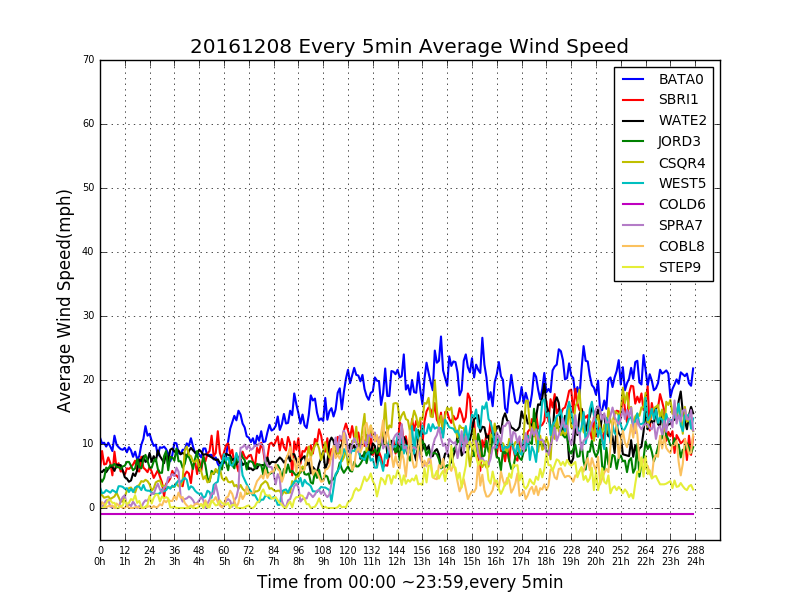 20161208 Every 5min Average Wind Speed
70
60
50
40
30
20
10
0
Average Wind Speed(mph)
BATA0
SBRI1
WATE2
JORD3
CSQR4
WEST5
COLD6
SPRA7
COBL8
STEP9
0 12 24 36 48 60 72 84 96 108 120 132 144 156 168 180 192 204 216 228 240 252 264 276 288
0h 1h 2h 3h 4h 5h 6h 7h 8h 9h 10h 11h 12h 13h 14h 15h 16h 17h 18h 19h 20h 21h 22h 23h 24h
Time from 00:00 ~23:59,every 5min